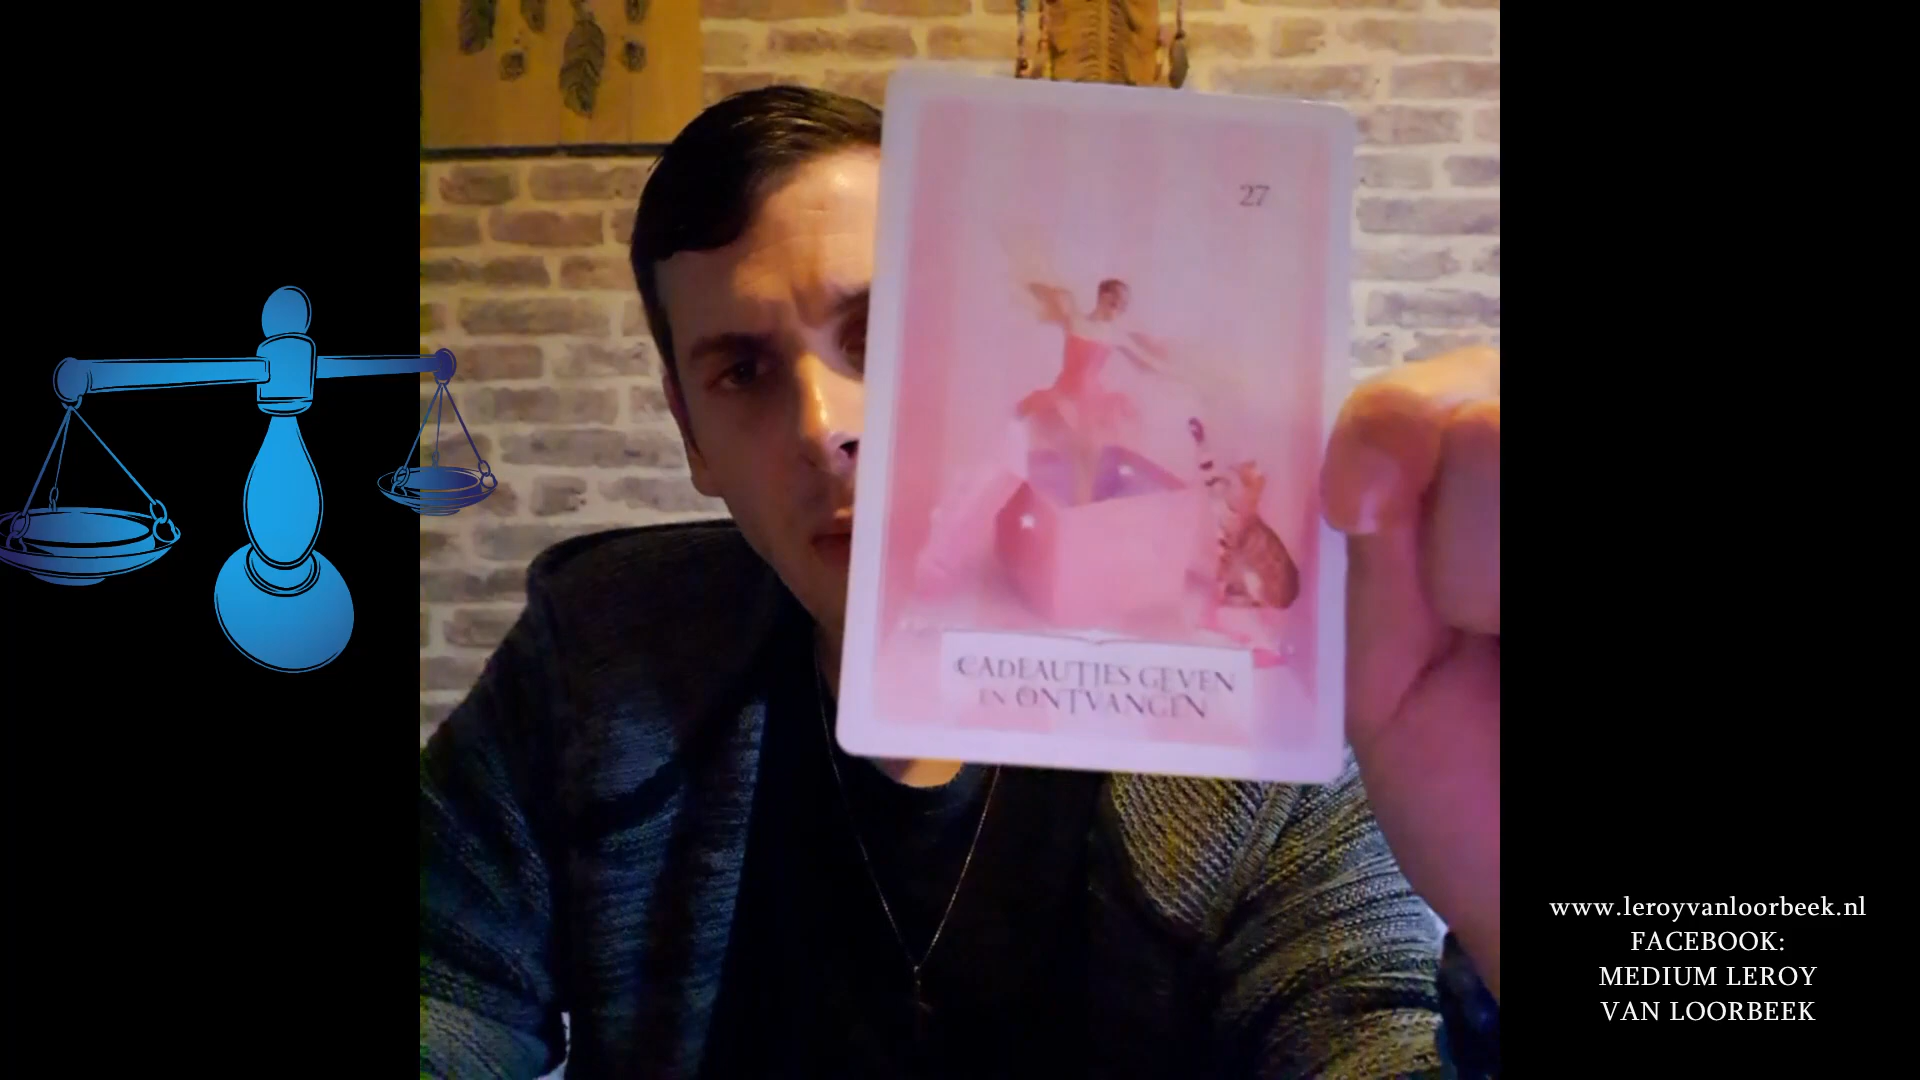 27
CADEAUTJES GEVEN
EN ONTVANGEN
www.leroyvanloorbeek.nl
FACEBOOK:
MEDIUM LEROY
VAN LOORBEEK